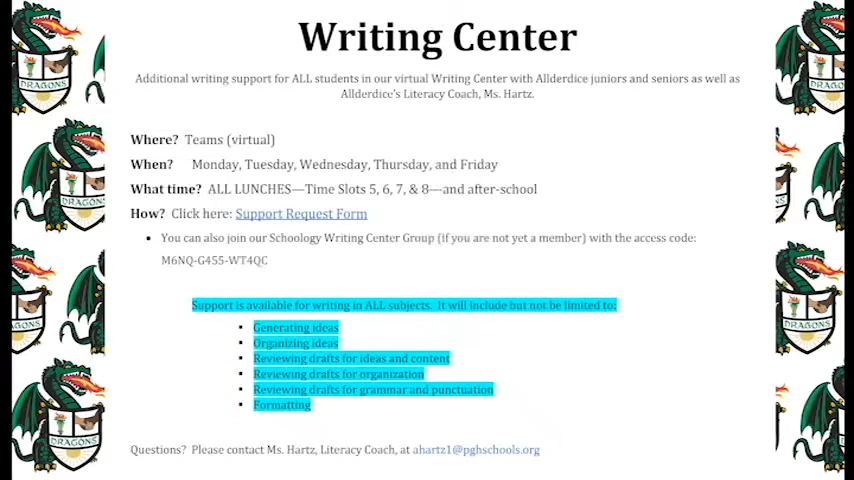 Writing Center
Additional writing support for ALL students in our virtual Writing Center with Allderdice juniors and seniors as well as
Allderdice's Literacy Coach, Ms. Hartz.
Where? Teams (virtual)
When? Monday, Tuesday, Wednesday, Thursday, and Friday
What time? ALL LUNCHES—Time Slots 5, 6, 7, & 8—and after-school
How? Click here: Support Request Form
• You can also join our Schoology Writing Center Group (if you are not yet a member) with the access code:
M6NQ-G455-WT4QC
Support is available for writing in ALL subjects. It will include but not be limited to:
▪ Generating ideas
▪ Organizing ideas
▪ Reviewing drafts for ideas and content
▪ Reviewing drafts for organization
▪ Reviewing drafts for grammar and punctuation
▪ Formatting
Questions? Please contact Ms. Hartz, Literacy Coach, at ahartz1@pghschools.org
DRAGONS
DRAGONS
DRAGONS
DRAGONS
DRAGONS